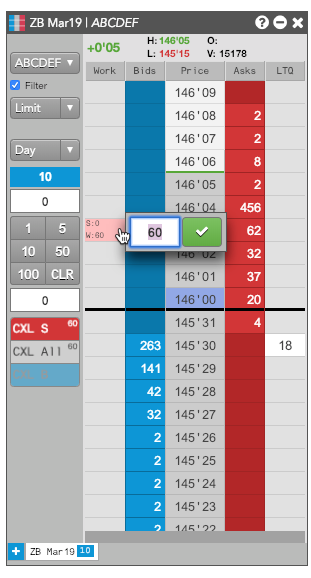 ZB Mar19 | ABCDEF
+0'05 H: 146'05 O:
L: 145'15 V: 15178
ABCDEF
Filter
Limit
Day
10
0
1 5
10 50
100 CLR
0
CXL S 60
CXL All 60
Work Bids Price Asks LTQ
146'09
146'08 2
146'07 2
146'06 8
146'05 2
146'04 456
S:0
W:60 60 62
146'02 32
146'01 37
146'00 20
145'31 4
263 145'30 18
141 145'29
42 145'28
32 145'27
2 145'26
2 145'25
2 145'24
2 145'23
2 145'22
ZB Mar19 10